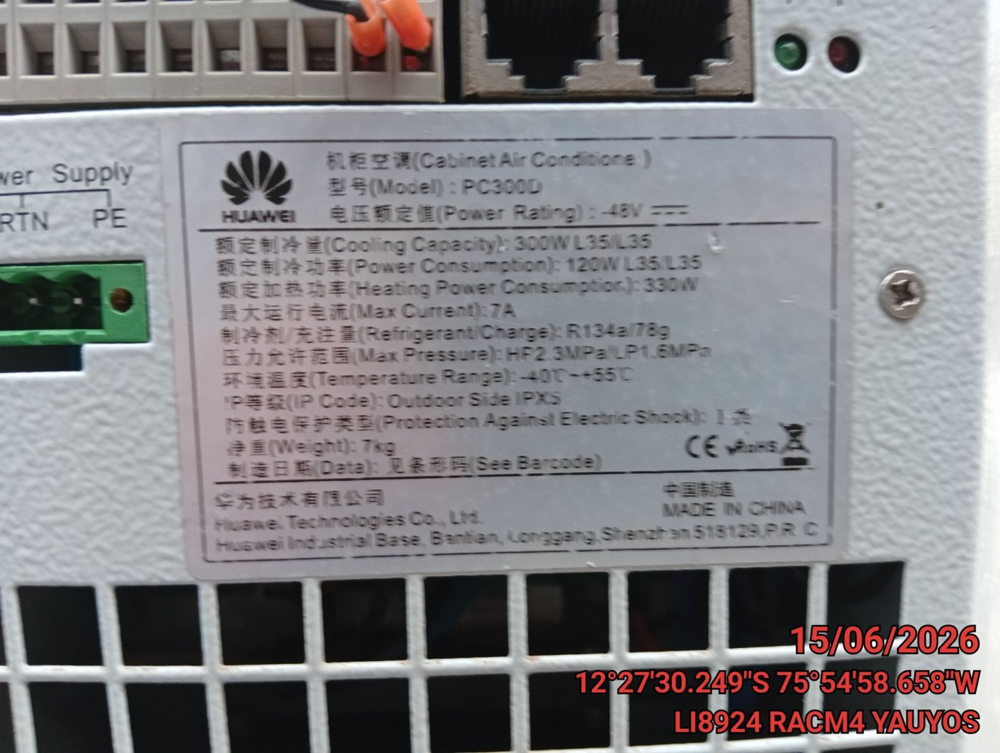 Supply
RTN PE
HUAWEI
机柜空调(Cabinet Air Conditione )
型号(Model) : PC300D
电压额定值(Power Rating) : -48V
额定制冷量(Cooling Capacity): 300W L35/L35
额定制冷功率(Power Consumption): 120W L35/L35
额定加热功率(Heating Power Consumption): 330W
最大运行电流(Max Current): 7A
制冷剂/充注量(Refrigerant/Charge): R134a/78g
压力允许范围(Max Pressure): HP2.3MPa/LP1.6MPa
环境温度(Temperature Range): -40℃~+55℃
IP等级(IP Code): Outdoor Side IPX5
防触电保护类型(Protection Against Electric Shock): I 类
净重(Weight): 7kg
CE RoHS
制造日期(Data): 见条形码(See Barcode)
华为技术有限公司
中国制造
Huawei Technologies Co., Ltd.
MADE IN CHINA
Huawei Industrial Base, Bantian, Longgang, Shenzhen 518129, P.R C
15/06/2026
12°27'30.249"S 75°54'58.658"W
LI8924 RACM4 YAUYOS